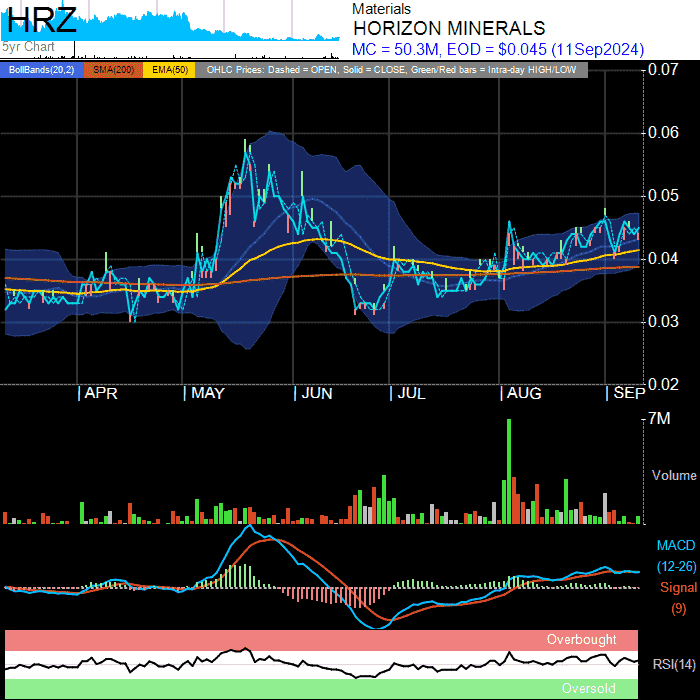 HRZ
5yr Chart
Materials
HORIZON MINERALS
MC = 50.3M, EOD = $0.045 (11Sep2024)
BollBands(20,2) SMA(200) EMA(50) OHLC Prices: Dashed = OPEN, Solid = CLOSE, Green/Red bars = Intra-day HIGH/LOW
0.07
0.06
0.05
0.04
0.03
0.02
APR MAY JUN JUL AUG SEP
7M
Volume
MACD
(12-26)
Signal
(9)
Overbought
RSI(14)
Oversold